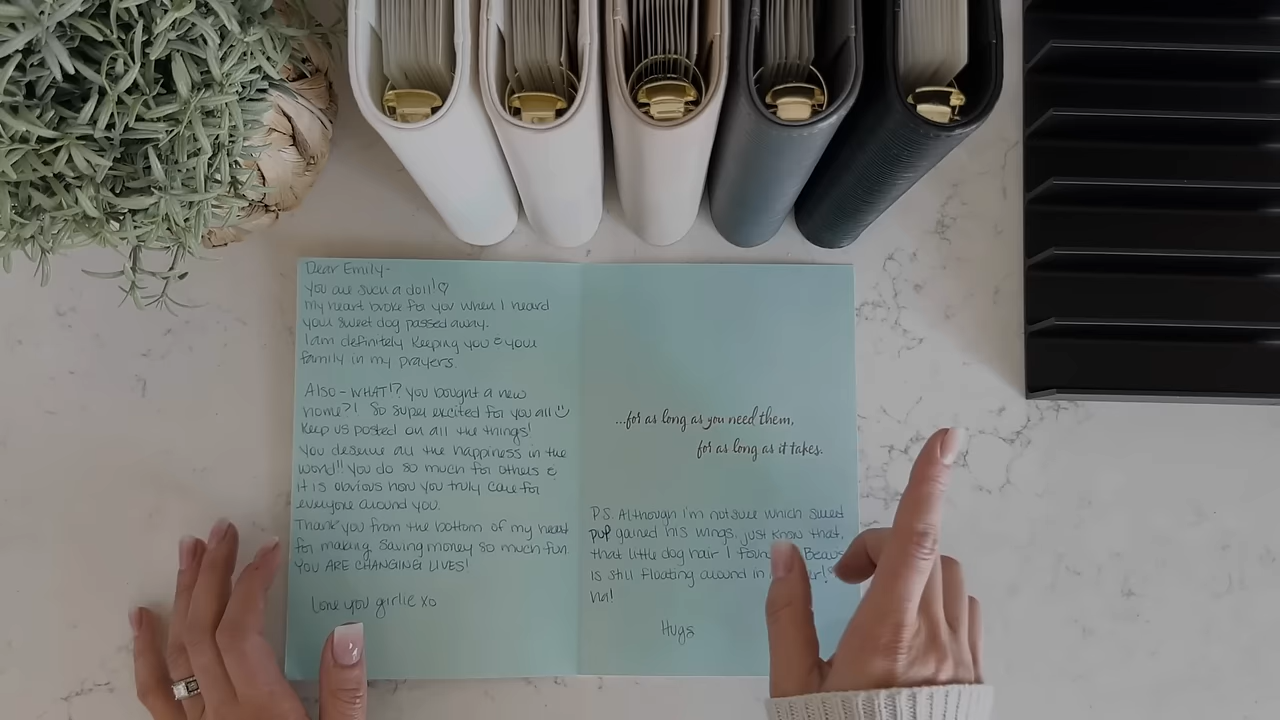 Dear Emily-
You are such a doll!♡
My heart broke for you when I heard
your sweet dog passed away.
I am definitely keeping you & your
family in my prayers.
Also - WHAT!? You bought a new
home?! So super excited for you all ☺
Keep us posted on all the things!
You deserve all the happiness in the
world!! You do so much for others &
it is obvious how you truly care for
everyone around you.
Thank you from the bottom of my heart
for making saving money so much fun.
YOU ARE CHANGING LIVES!
Love you girlie xo
...for as long as you need them,
for as long as it takes.
P.S. Although I'm not sure which sweet
pup gained his wings, just know that,
that little dog hair I Beaus
is still floating around in
ha!
Hugs